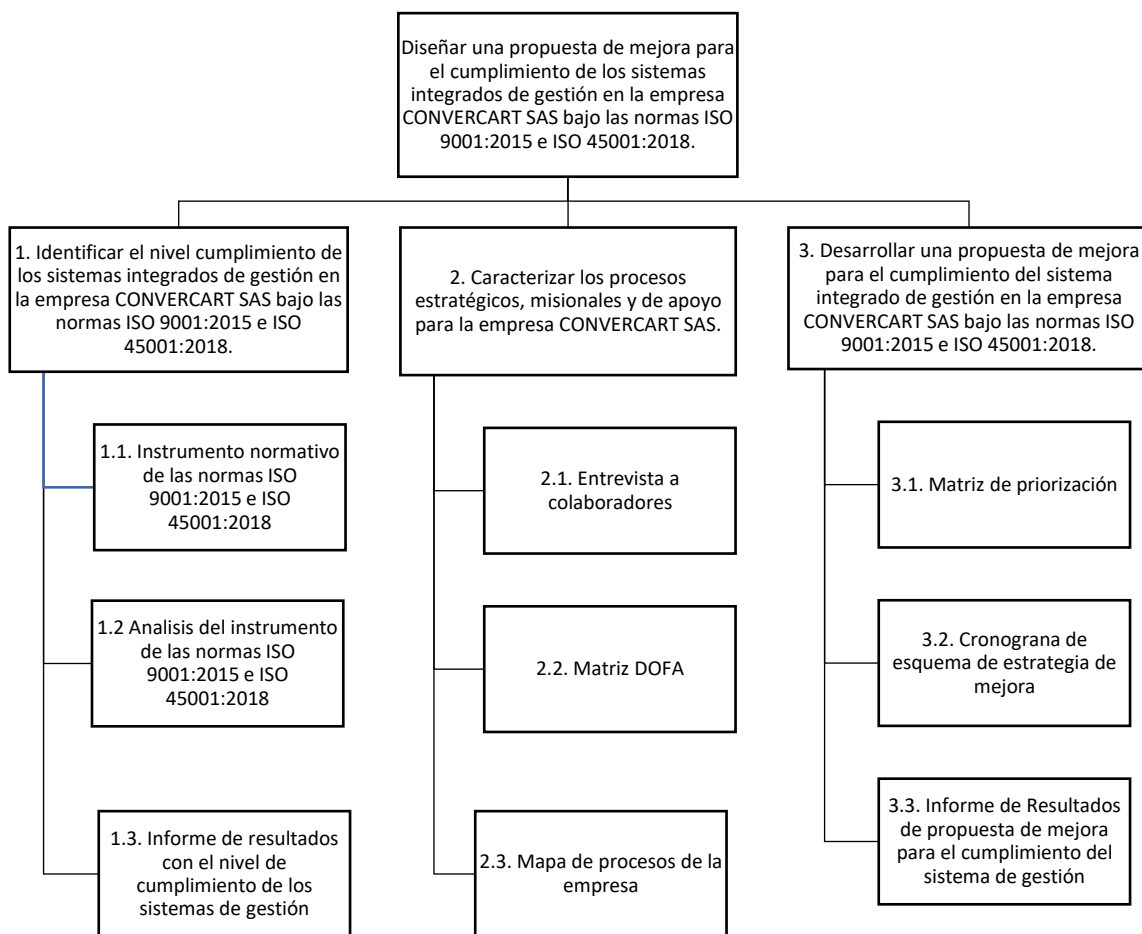 Diseñar una propuesta de mejora para
el cumplimiento de los sistemas
integrados de gestión en la empresa
CONVERCART SAS bajo las normas ISO
9001:2015 e ISO 45001:2018.
1. Identificar el nivel cumplimiento de
los sistemas integrados de gestión en
la empresa CONVERCART SAS bajo las
normas ISO 9001:2015 e ISO
45001:2018.
1.1. Instrumento normativo
de las normas ISO
9001:2015 e ISO
45001:2018
1.2 Analisis del instrumento
de las normas ISO
9001:2015 e ISO
45001:2018
1.3. Informe de resultados
con el nivel de
cumplimiento de los
sistemas de gestión
2. Caracterizar los procesos
estratégicos, misionales y de apoyo
para la empresa CONVERCART SAS.
2.1. Entrevista a
colaboradores
2.2. Matriz DOFA
2.3. Mapa de procesos de la
empresa
3. Desarrollar una propuesta de mejora
para el cumplimiento del sistema
integrado de gestión en la empresa
CONVERCART SAS bajo las normas ISO
9001:2015 e ISO 45001:2018.
3.1. Matriz de priorización
3.2. Cronograna de
esquema de estrategia de
mejora
3.3. Informe de Resultados
de propuesta de mejora
para el cumplimiento del
sistema de gestión